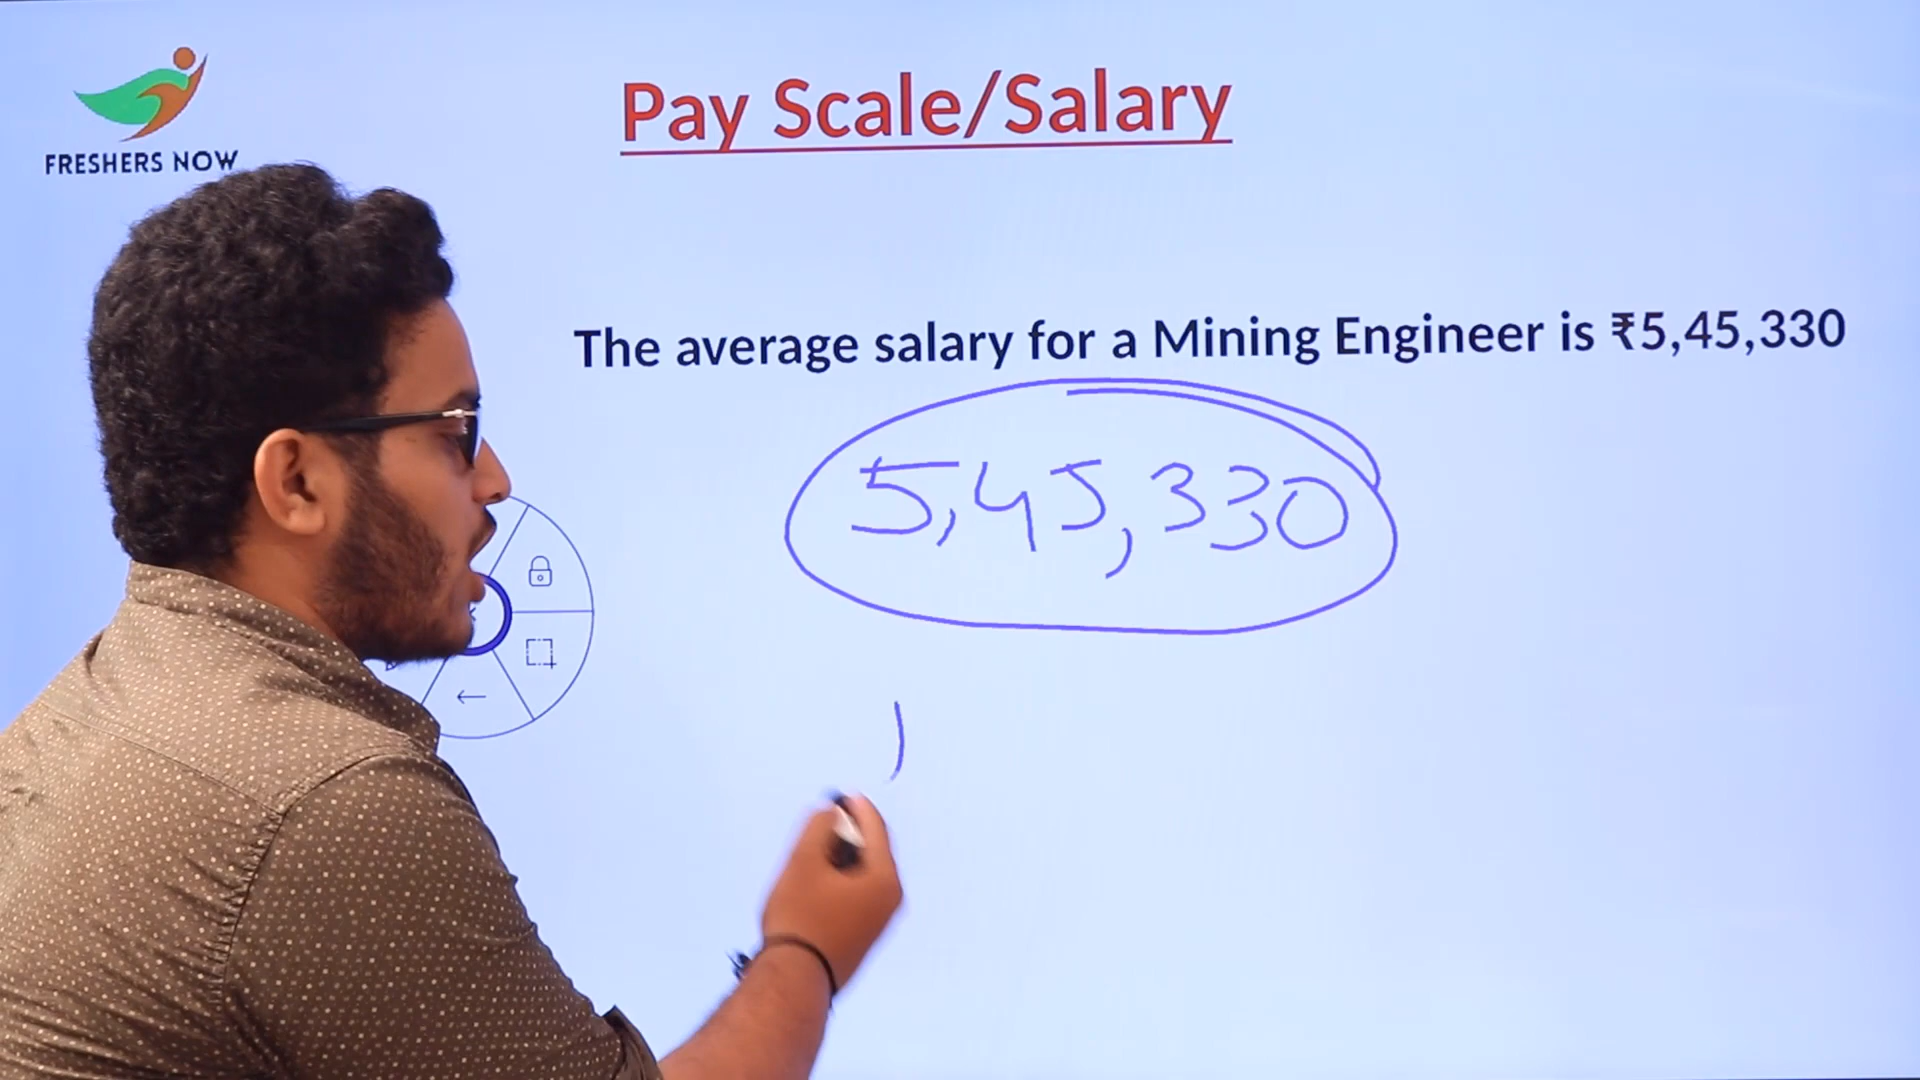 FRESHERS NOW
Pay Scale/Salary
The average salary for a Mining Engineer is ₹5,45,330
5,45,330